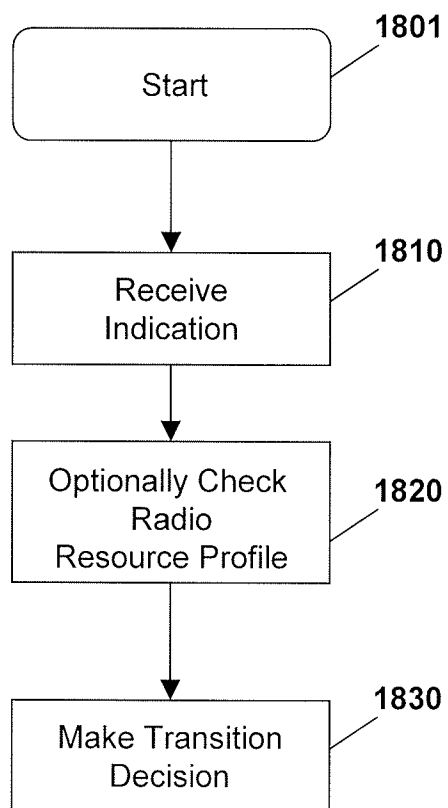 1801
Start
1810
Receive
Indication
1820
Optionally Check
Radio
Resource Profile
1830
Make Transition
Decision